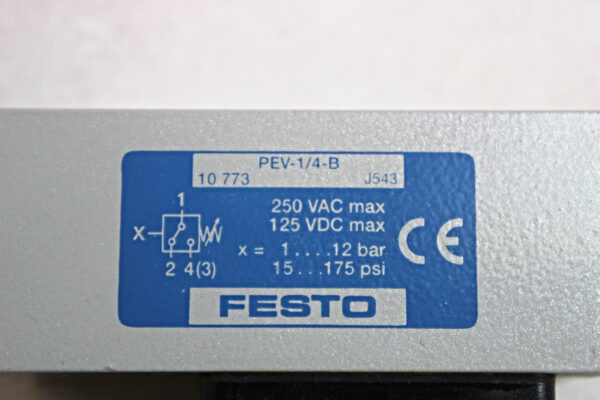 PEV-1/4-B
10 773 J543
1
250 VAC max
125 VDC max
X
x = 1....12 bar
2 4(3)
15...175 psi
CE
FESTO